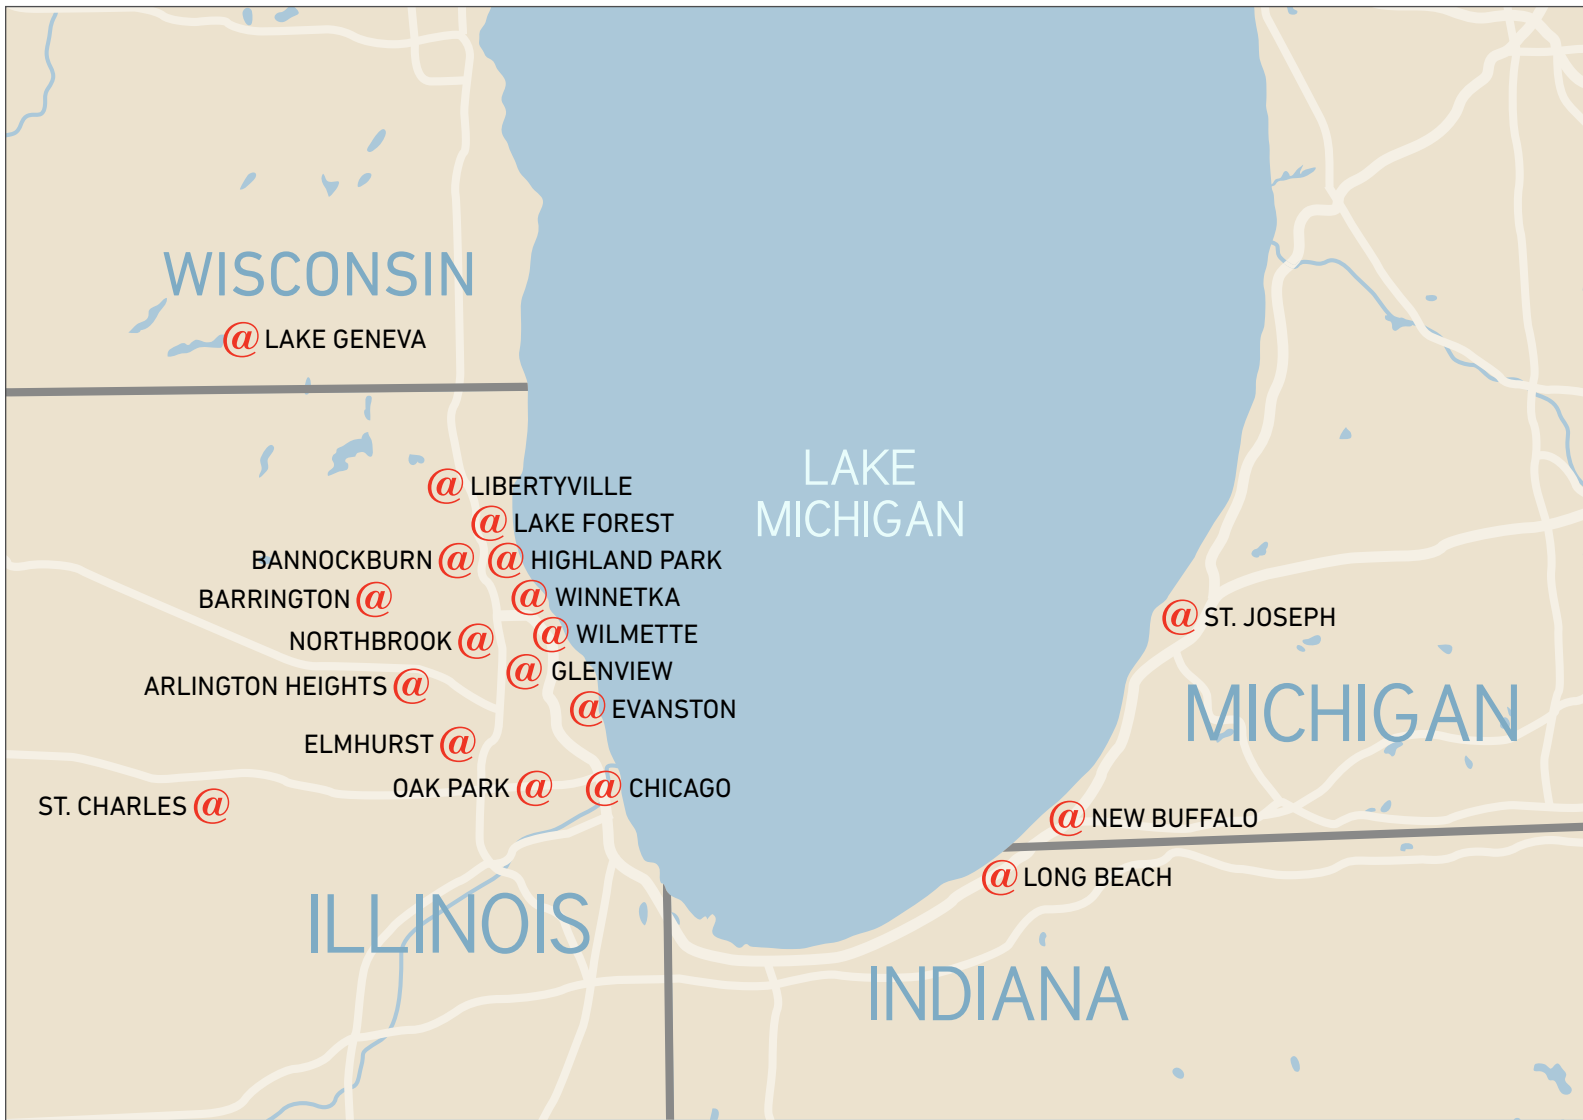 WISCONSIN
@ LAKE GENEVA
LAKE
MICHIGAN
@ LIBERTYVILLE
@ LAKE FOREST
BANNOCKBURN @
@ HIGHLAND PARK
BARRINGTON @
@ WINNETKA
@ ST. JOSEPH
NORTHBROOK @
@ WILMETTE
@ GLENVIEW
ARLINGTON HEIGHTS @
@ EVANSTON
MICHIGAN
ELMHURST @
OAK PARK @
@ CHICAGO
ST. CHARLES @
@ NEW BUFFALO
@ LONG BEACH
ILLINOIS
INDIANA